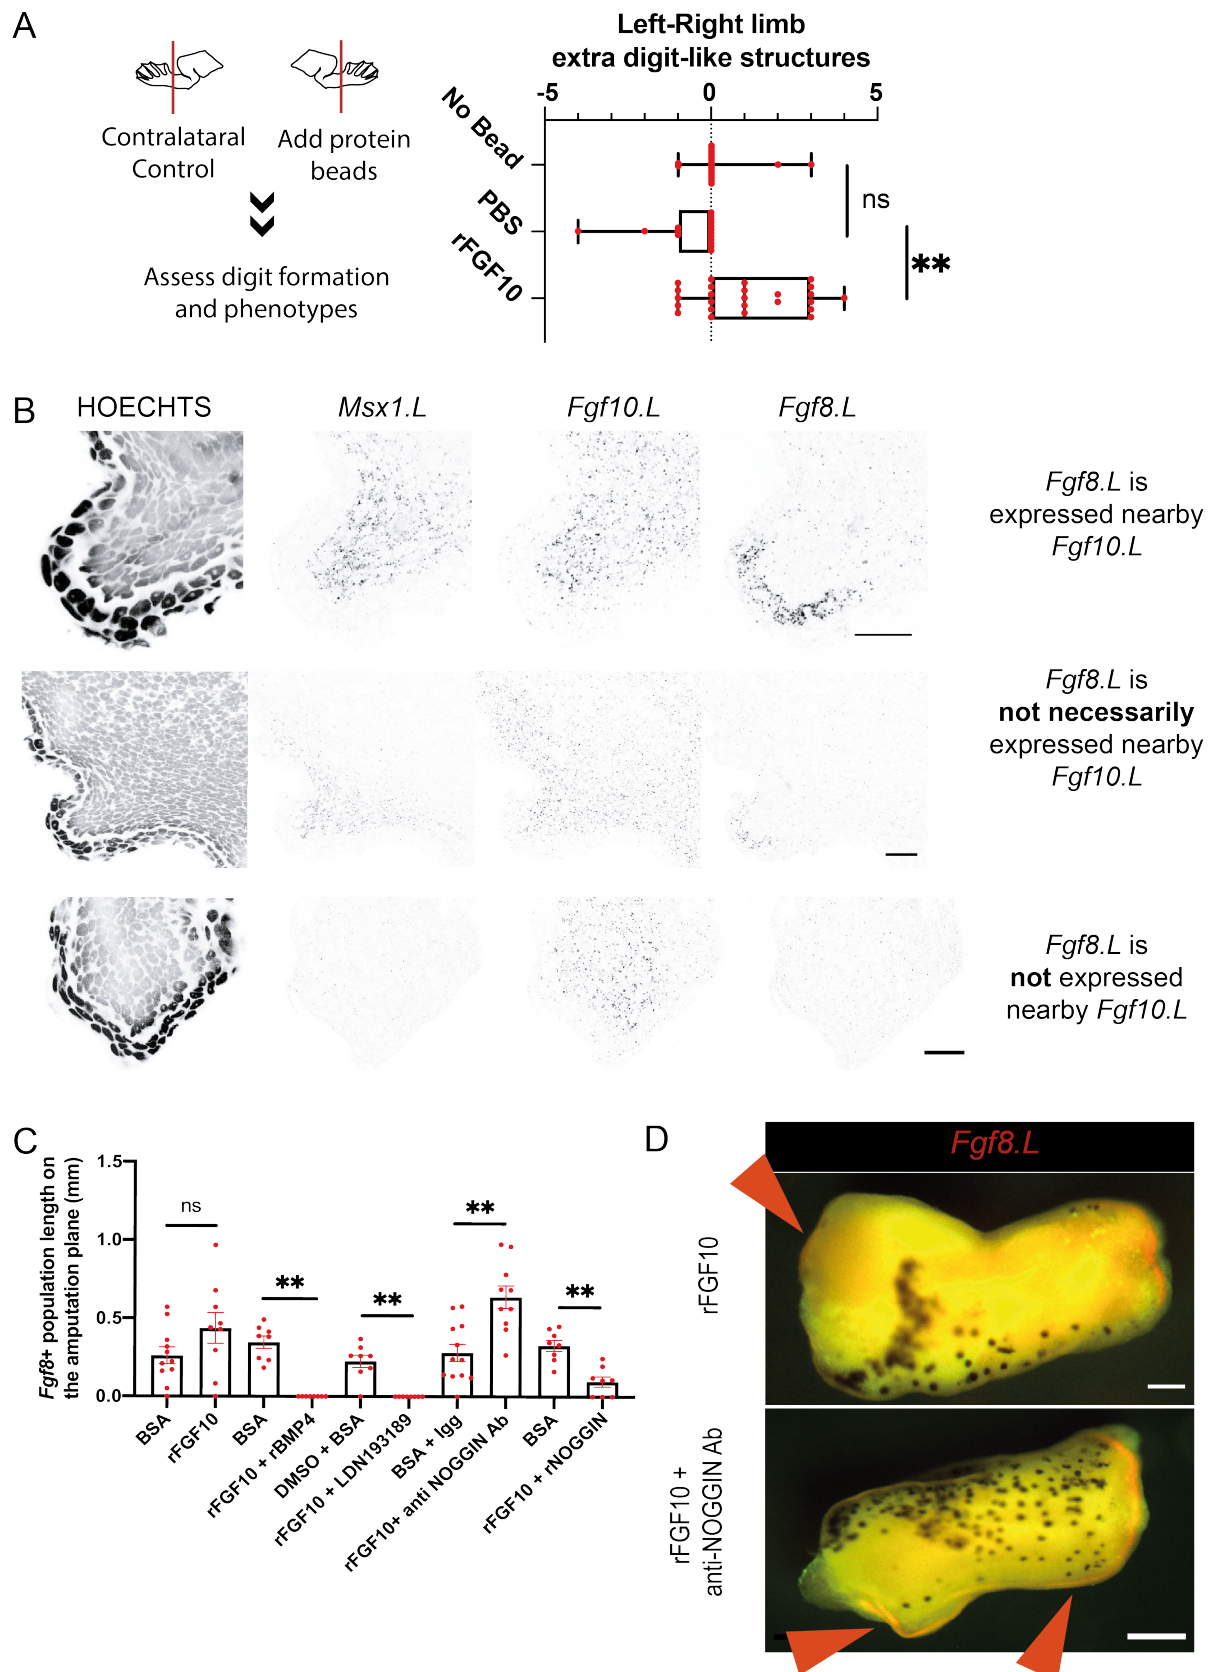 A
Left-Right limb
extra digit-like structures
-5 0 5
No Bead
PBS
rFGF10
ns
**
Contralataral
Control
Add protein
beads
Assess digit formation
and phenotypes
B
HOECHTS Msx1.L Fgf10.L Fgf8.L
Fgf8.L is
expressed nearby
Fgf10.L
Fgf8.L is
not necessarily
expressed nearby
Fgf10.L
Fgf8.L is
not expressed
nearby Fgf10.L
C
Fgf8+ population length on
the amputation plane (mm)
1.5
1.0
0.5
0.0
ns
**
**
**
**
BSA
rFGF10
BSA
rFGF10 + rBMP4
DMSO + BSA
rFGF10 + LDN193189
BSA + Igg
rFGF10+ anti NOGGIN Ab
BSA
rFGF10 + rNOGGIN
D
Fgf8.L
rFGF10
rFGF10 +
anti-NOGGIN Ab